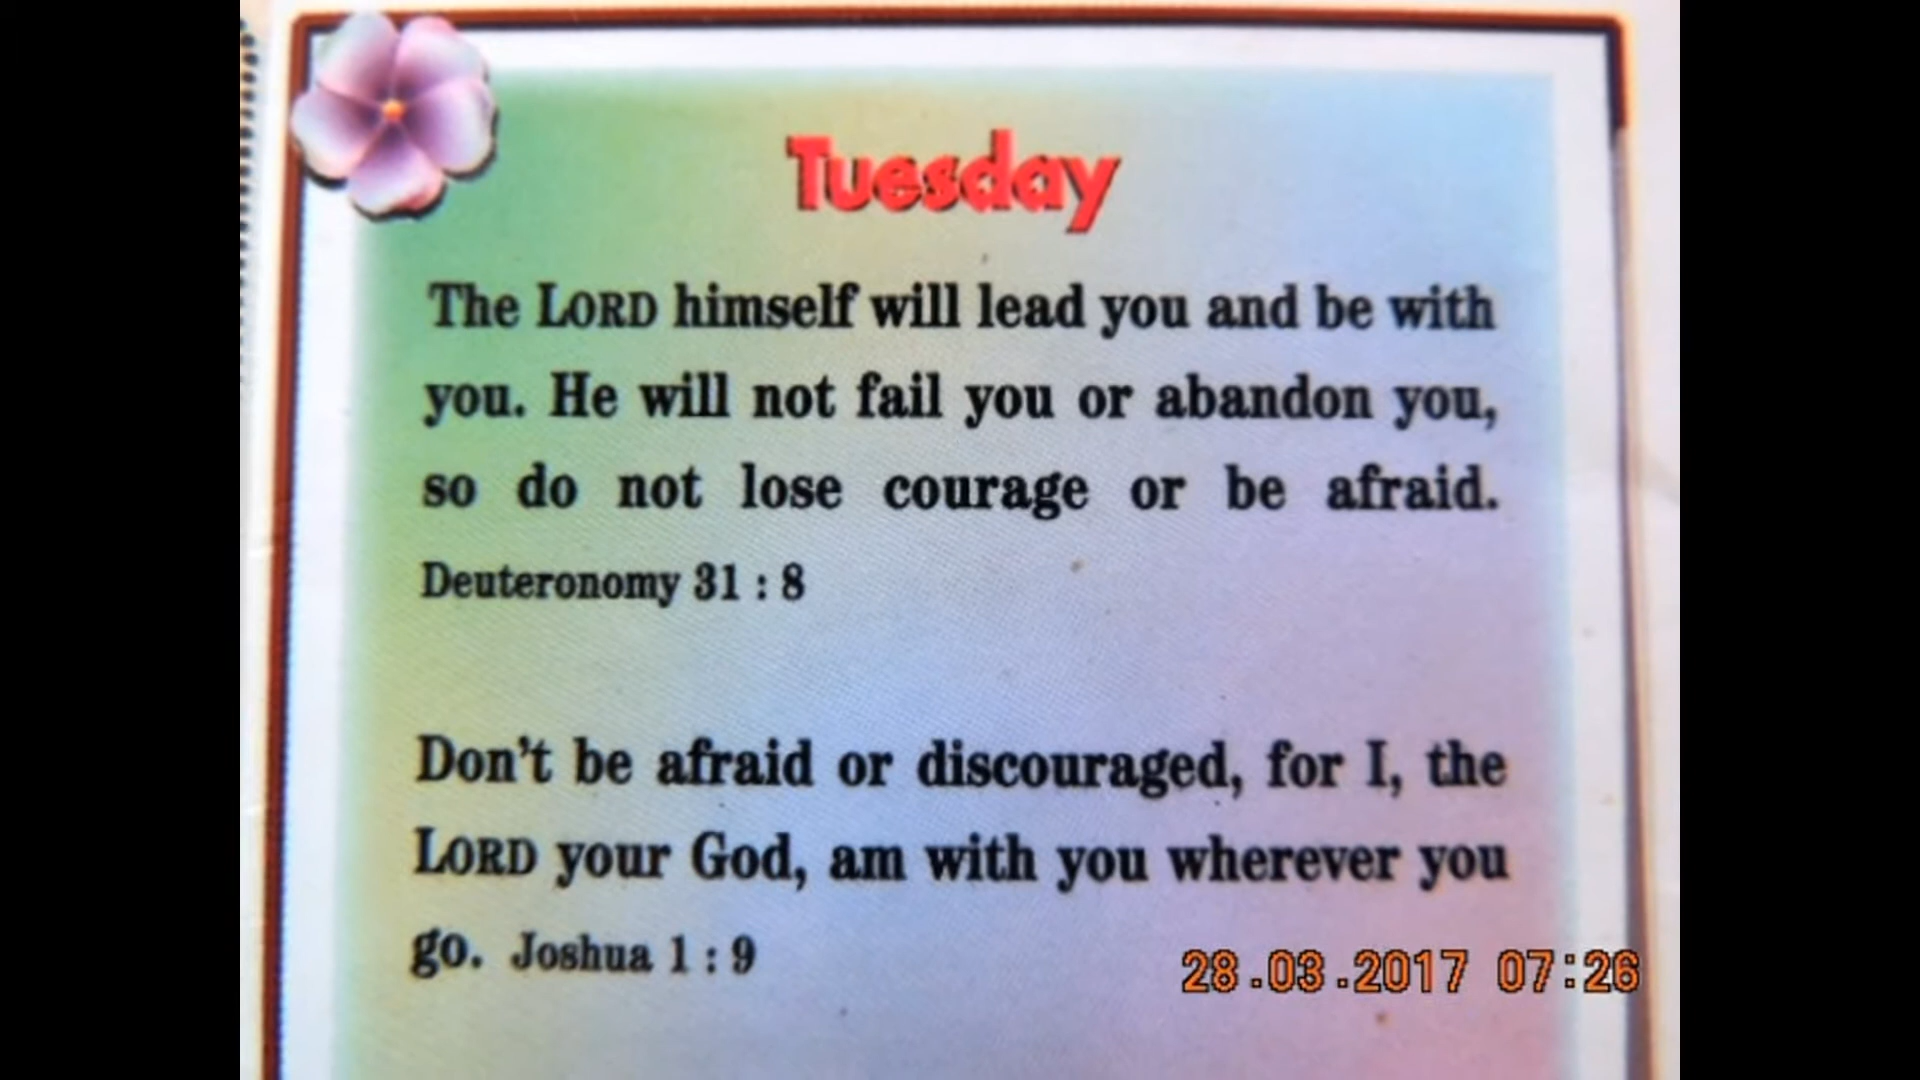 Tuesday
The LORD himself will lead you and be with
you. He will not fail you or abandon you,
so do not lose courage or be afraid.
Deuteronomy 31 : 8
Don't be afraid or discouraged, for I, the
LORD your God, am with you wherever you
go. Joshua 1 : 9
28.03.2017 07:26